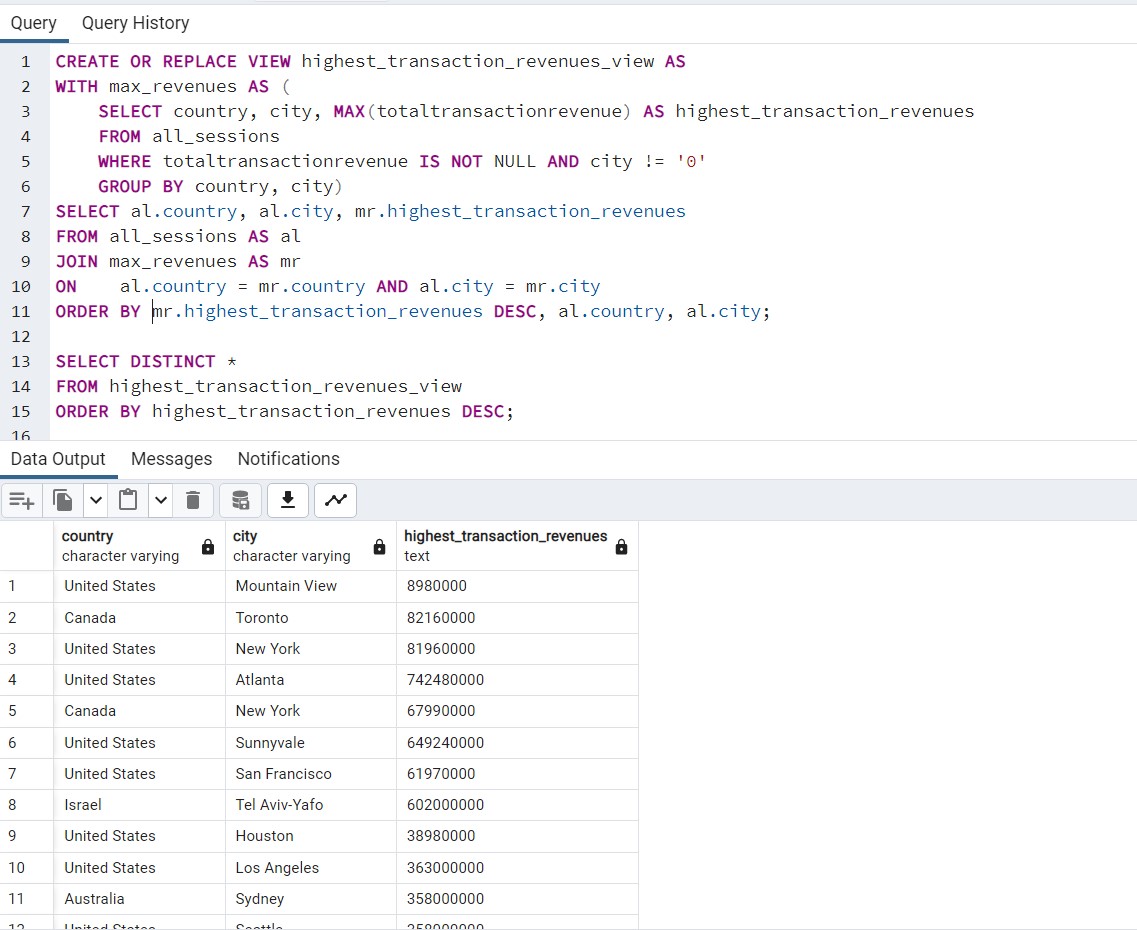 Query Query History
1 CREATE OR REPLACE VIEW highest_transaction_revenues_view AS
2 WITH max_revenues AS (
3 SELECT country, city, MAX(totaltransactionrevenue) AS highest_transaction_revenues
4 FROM all_sessions
5 WHERE totaltransactionrevenue IS NOT NULL AND city != '0'
6 GROUP BY country, city)
7 SELECT al.country, al.city, mr.highest_transaction_revenues
8 FROM all_sessions AS al
9 JOIN max_revenues AS mr
10 ON al.country = mr.country AND al.city = mr.city
11 ORDER BY mr.highest_transaction_revenues DESC, al.country, al.city;
12
13 SELECT DISTINCT *
14 FROM highest_transaction_revenues_view
15 ORDER BY highest_transaction_revenues DESC;
16
Data Output Messages Notifications
country city highest_transaction_revenues
character varying character varying text
1 United States Mountain View 8980000
2 Canada Toronto 82160000
3 United States New York 81960000
4 United States Atlanta 742480000
5 Canada New York 67990000
6 United States Sunnyvale 649240000
7 United States San Francisco 61970000
8 Israel Tel Aviv-Yafo 602000000
9 United States Houston 38980000
10 United States Los Angeles 363000000
11 Australia Sydney 358000000
12 United States Seattle 358000000